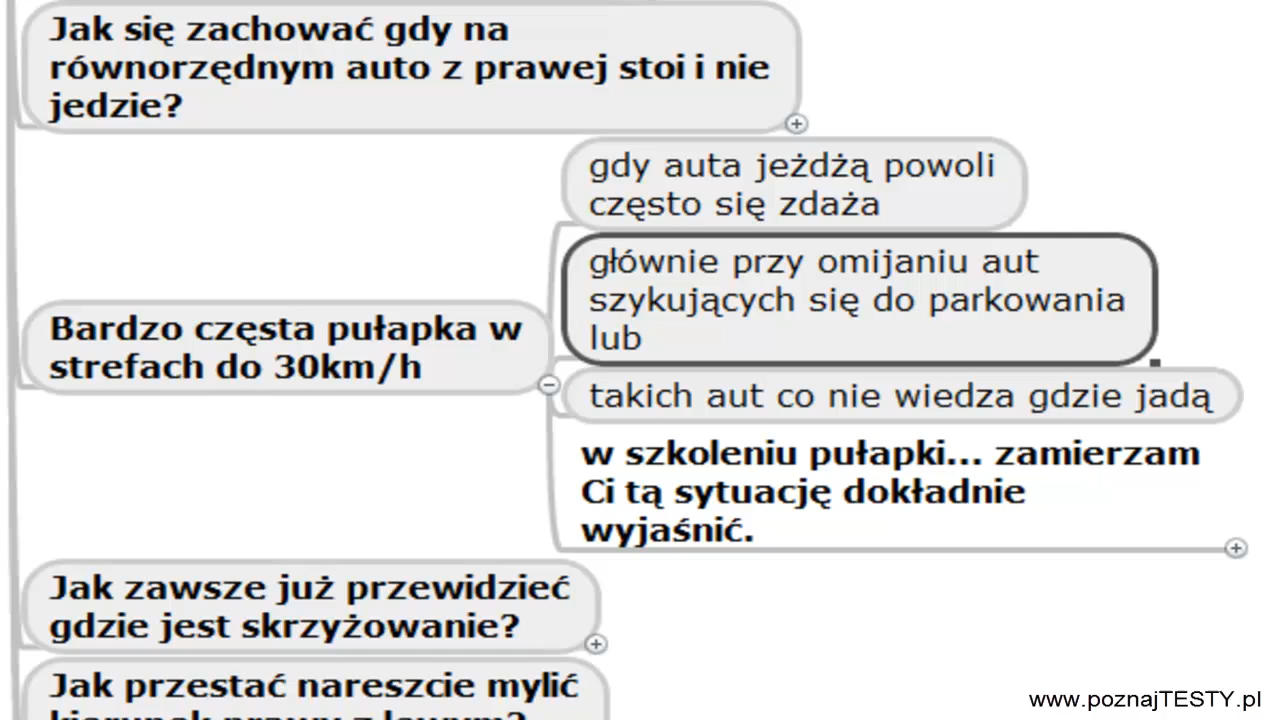 Jak się zachować gdy na
równorzędnym auto z prawej stoi i nie
jedzie?
gdy auta jeżdżą powoli
często się zdaża
głównie przy omijaniu aut
szykujących się do parkowania
lub
Bardzo częsta pułapka w
strefach do 30km/h
takich aut co nie wiedza gdzie jadą
w szkoleniu pułapki... zamierzam
Ci tą sytuację dokładnie
wyjaśnić.
Jak zawsze już przewidzieć
gdzie jest skrzyżowanie?
Jak przestać nareszcie mylić
kierunek prawy z lewym?
www.poznajTESTY.pl